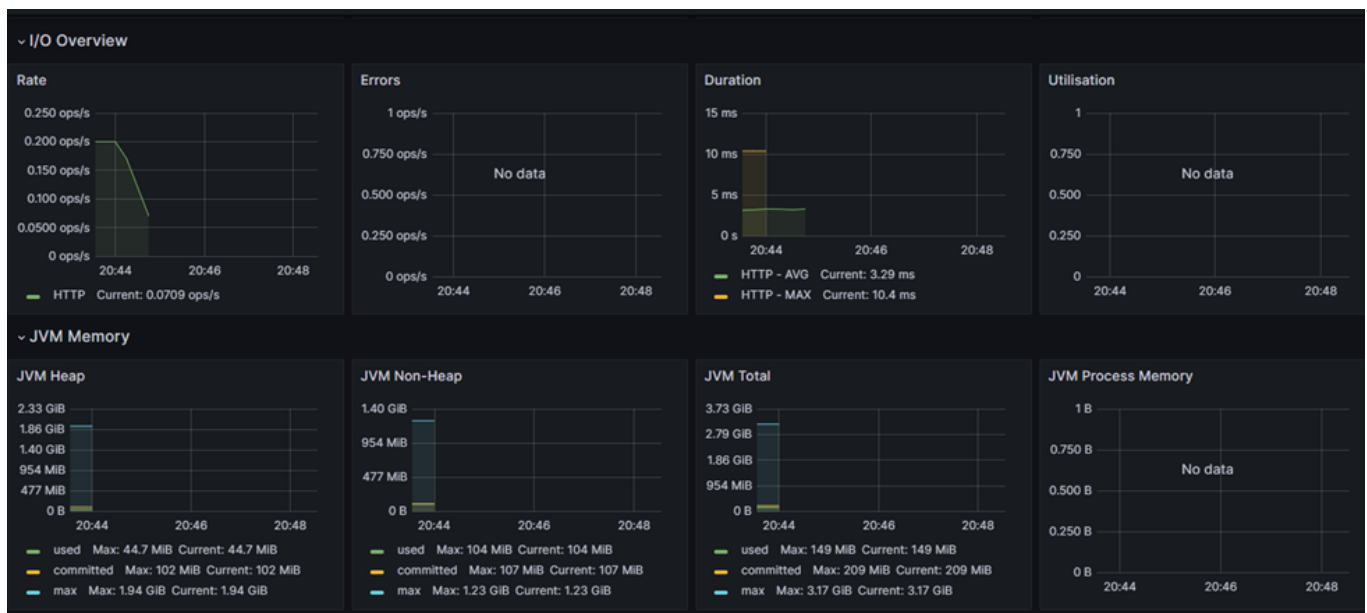 I/O Overview
Rate
0.250 ops/s
0.200 ops/s
0.150 ops/s
0.100 ops/s
0.0500 ops/s
0 ops/s
20:44 20:46 20:48
HTTP Current: 0.0709 ops/s
Errors
1 ops/s
0.750 ops/s
0.500 ops/s
0.250 ops/s
0 ops/s
No data
20:44 20:46 20:48
Duration
15 ms
10 ms
5 ms
0 s
20:44 20:46 20:48
HTTP - AVG Current: 3.29 ms
HTTP - MAX Current: 10.4 ms
Utilisation
1
0.750
0.500
0.250
0
No data
20:44 20:46 20:48
JVM Memory
JVM Heap
2.33 GiB
1.86 GiB
1.40 GiB
954 MiB
477 MiB
0 B
20:44 20:46 20:48
used Max: 44.7 MiB Current: 44.7 MiB
committed Max: 102 MiB Current: 102 MiB
max Max: 1.94 GiB Current: 1.94 GiB
JVM Non-Heap
1.40 GiB
954 MiB
477 MiB
0 B
20:44 20:46 20:48
used Max: 104 MiB Current: 104 MiB
committed Max: 107 MiB Current: 107 MiB
max Max: 1.23 GiB Current: 1.23 GiB
JVM Total
3.73 GiB
2.79 GiB
1.86 GiB
954 MiB
0 B
20:44 20:46 20:48
used Max: 149 MiB Current: 149 MiB
committed Max: 209 MiB Current: 209 MiB
max Max: 3.17 GiB Current: 3.17 GiB
JVM Process Memory
1 B
0.750 B
0.500 B
0.250 B
0 B
No data
20:44 20:46 20:48